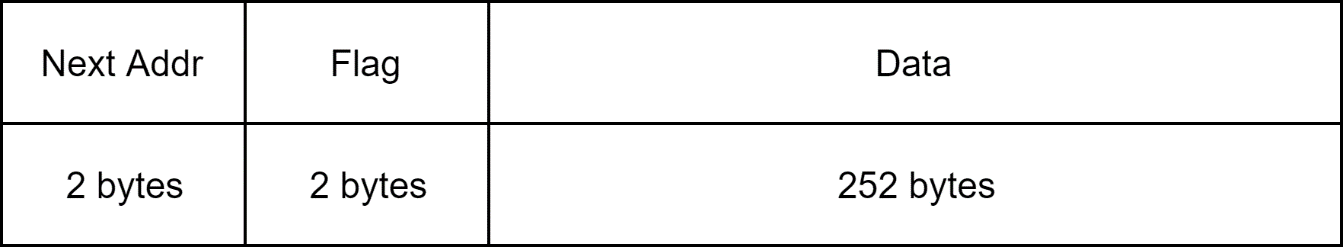 Next Addr Flag Data
2 bytes 2 bytes 252 bytes